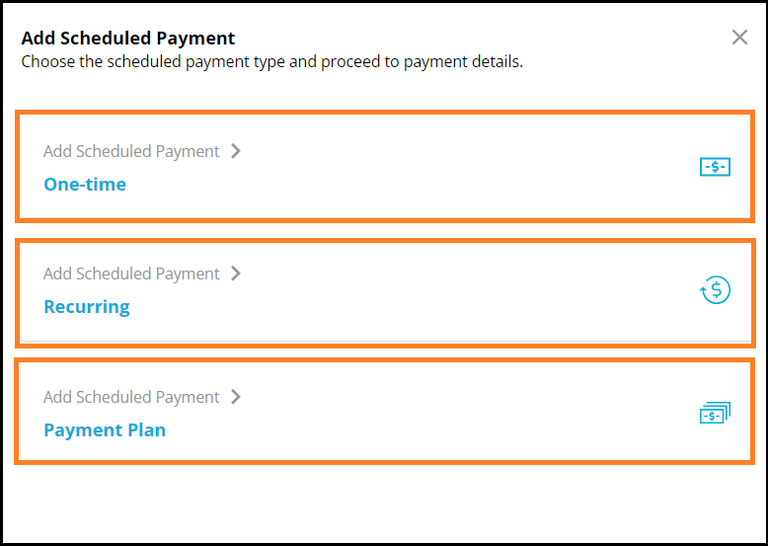 Add Scheduled Payment
Choose the scheduled payment type and proceed to payment details.
Add Scheduled Payment
One-time
Add Scheduled Payment
Recurring
Add Scheduled Payment
Payment Plan